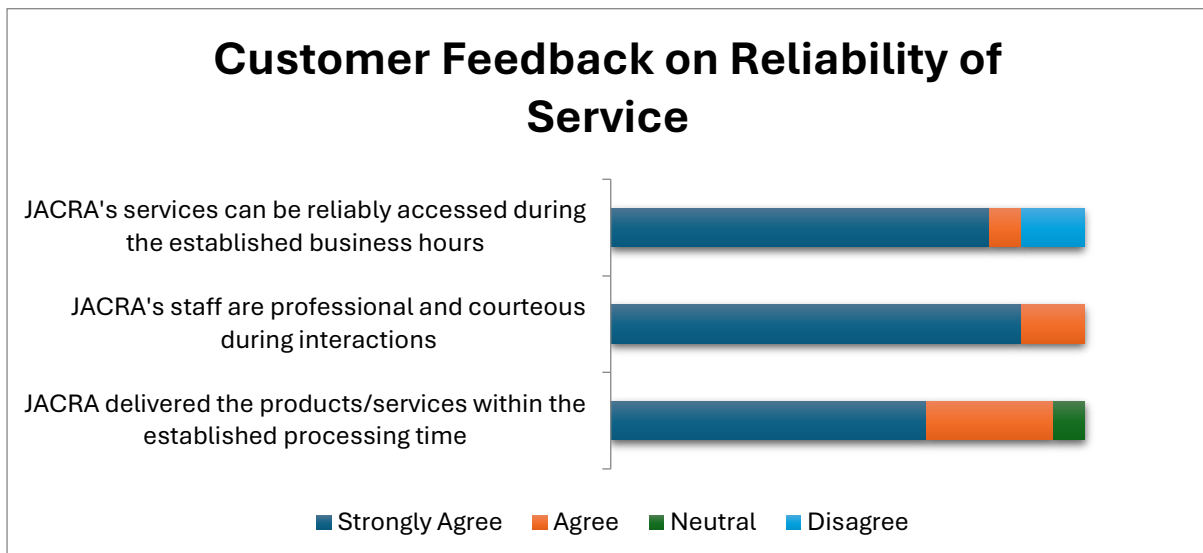 Customer Feedback on Reliability of
Service
JACRA's services can be reliably accessed during
the established business hours
JACRA's staff are professional and courteous
during interactions
JACRA delivered the products/services within the
established processing time
Strongly Agree
Agree
Neutral
Disagree